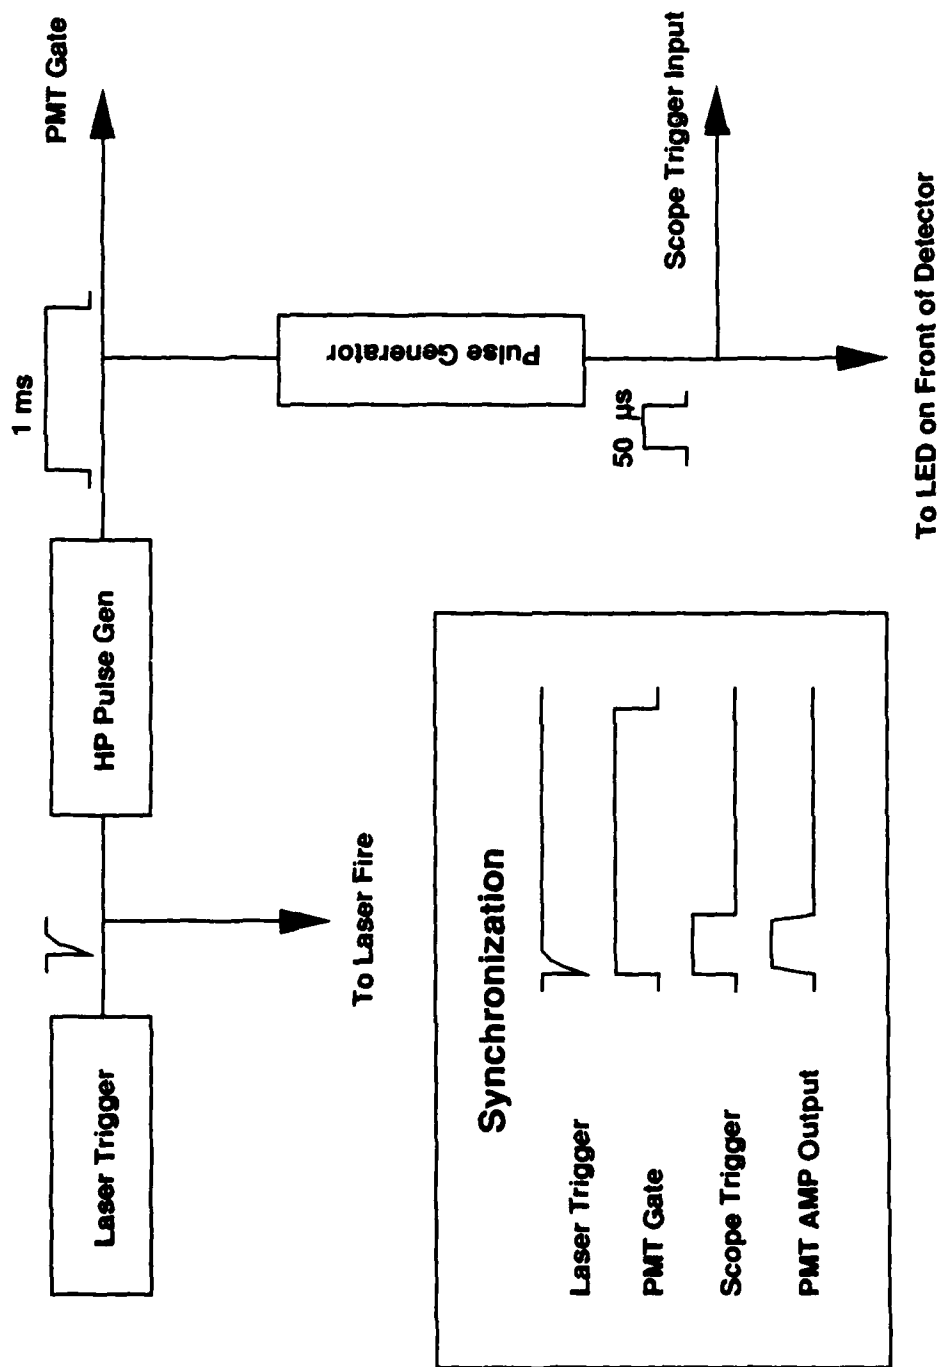 Laser Trigger
HP Pulse Gen
1 ms
PMT Gate
To Laser Fire
Pulse Generator
50 µs
Scope Trigger Input
To LED on Front of Detector
Synchronization
Laser Trigger
PMT Gate
Scope Trigger
PMT AMP Output